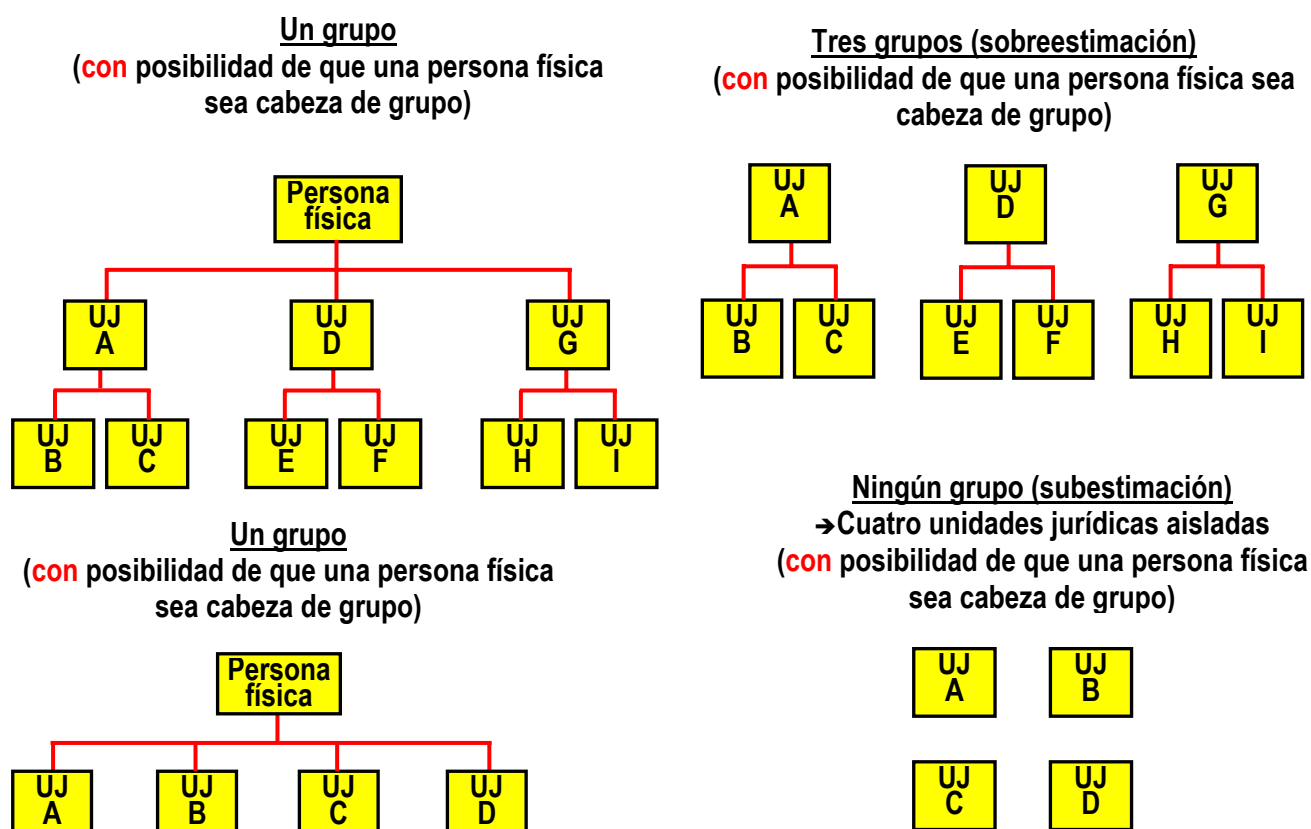 Un grupo
(con posibilidad de que una persona física
sea cabeza de grupo)
Persona
física
UJ
A
UJ
D
UJ
G
UJ
B
UJ
C
UJ
E
UJ
F
UJ
H
UJ
I
Tres grupos (sobreestimación)
(con posibilidad de que una persona física sea
cabeza de grupo)
UJ
A
UJ
D
UJ
G
UJ
B
UJ
C
UJ
E
UJ
F
UJ
H
UJ
I
Un grupo
(con posibilidad de que una persona física
sea cabeza de grupo)
Persona
física
UJ
A
UJ
B
UJ
C
UJ
D
Ningún grupo (subestimación)
➔Cuatro unidades jurídicas aisladas
(con posibilidad de que una persona física
sea cabeza de grupo)
UJ
A
UJ
B
UJ
C
UJ
D